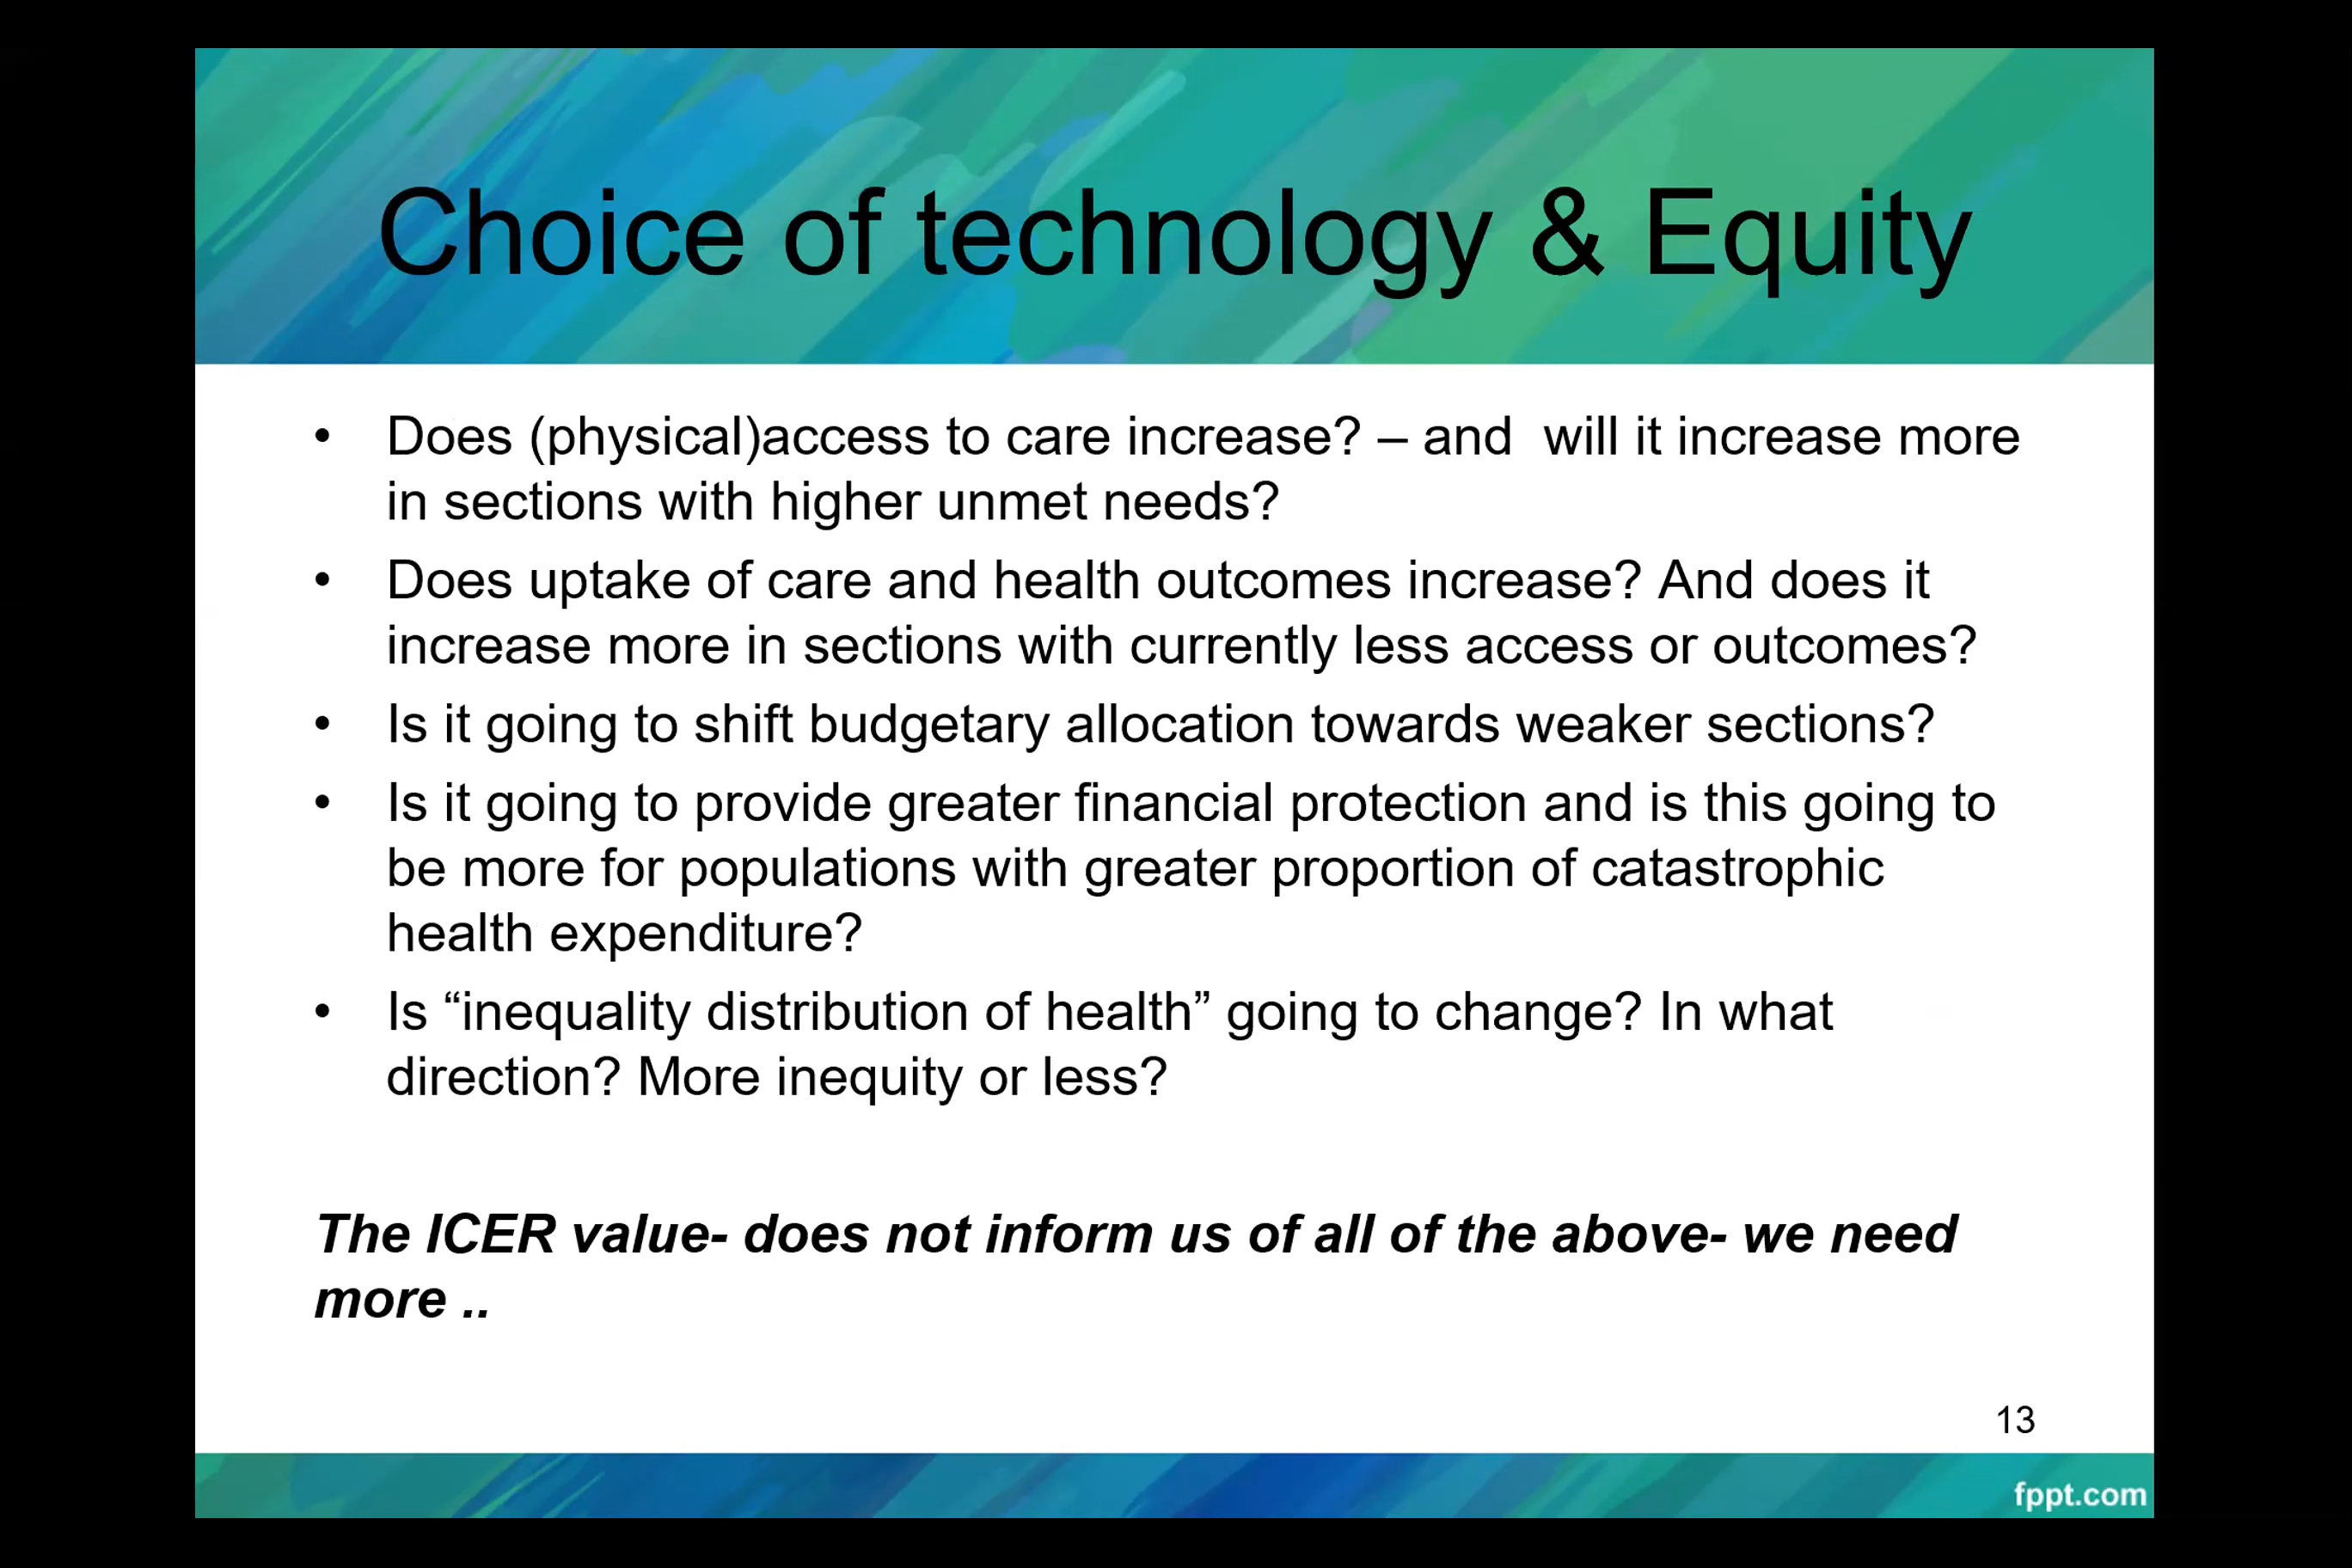 Choice of technology & Equity
• Does (physical)access to care increase? – and  will it increase more
in sections with higher unmet needs?
• Does uptake of care and health outcomes increase? And does it
increase more in sections with currently less access or outcomes?
• Is it going to shift budgetary allocation towards weaker sections?
• Is it going to provide greater financial protection and is this going to
be more for populations with greater proportion of catastrophic
health expenditure?
• Is “inequality distribution of health” going to change? In what
direction? More inequity or less?
The ICER value- does not inform us of all of the above- we need
more ..
13
fppt.com